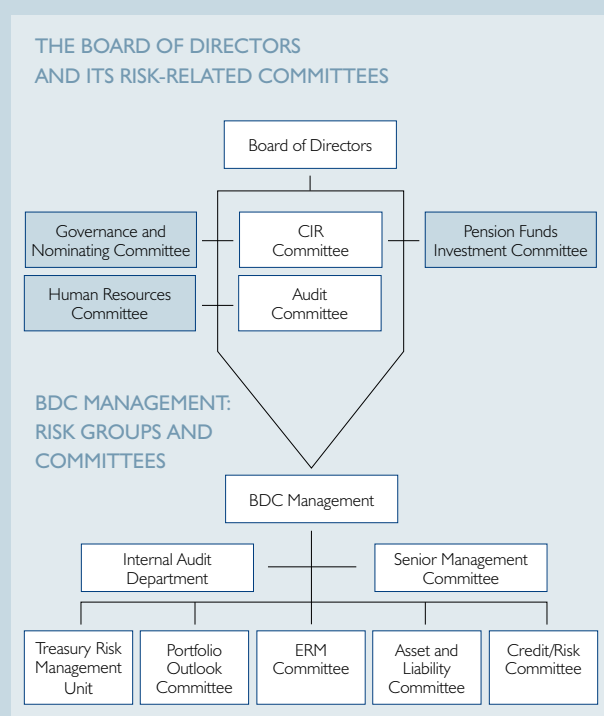 THE BOARD OF DIRECTORS
AND ITS RISK-RELATED COMMITTEES
Board of Directors
Governance and
Nominating Committee
CIR
Committee
Pension Funds
Investment Committee
Human Resources
Committee
Audit
Committee
BDC MANAGEMENT:
RISK GROUPS AND
COMMITTEES
BDC Management
Internal Audit
Department
Senior Management
Committee
Treasury Risk
Management
Unit
Portfolio
Outlook
Committee
ERM
Committee
Asset and
Liability
Committee
Credit/Risk
Committee